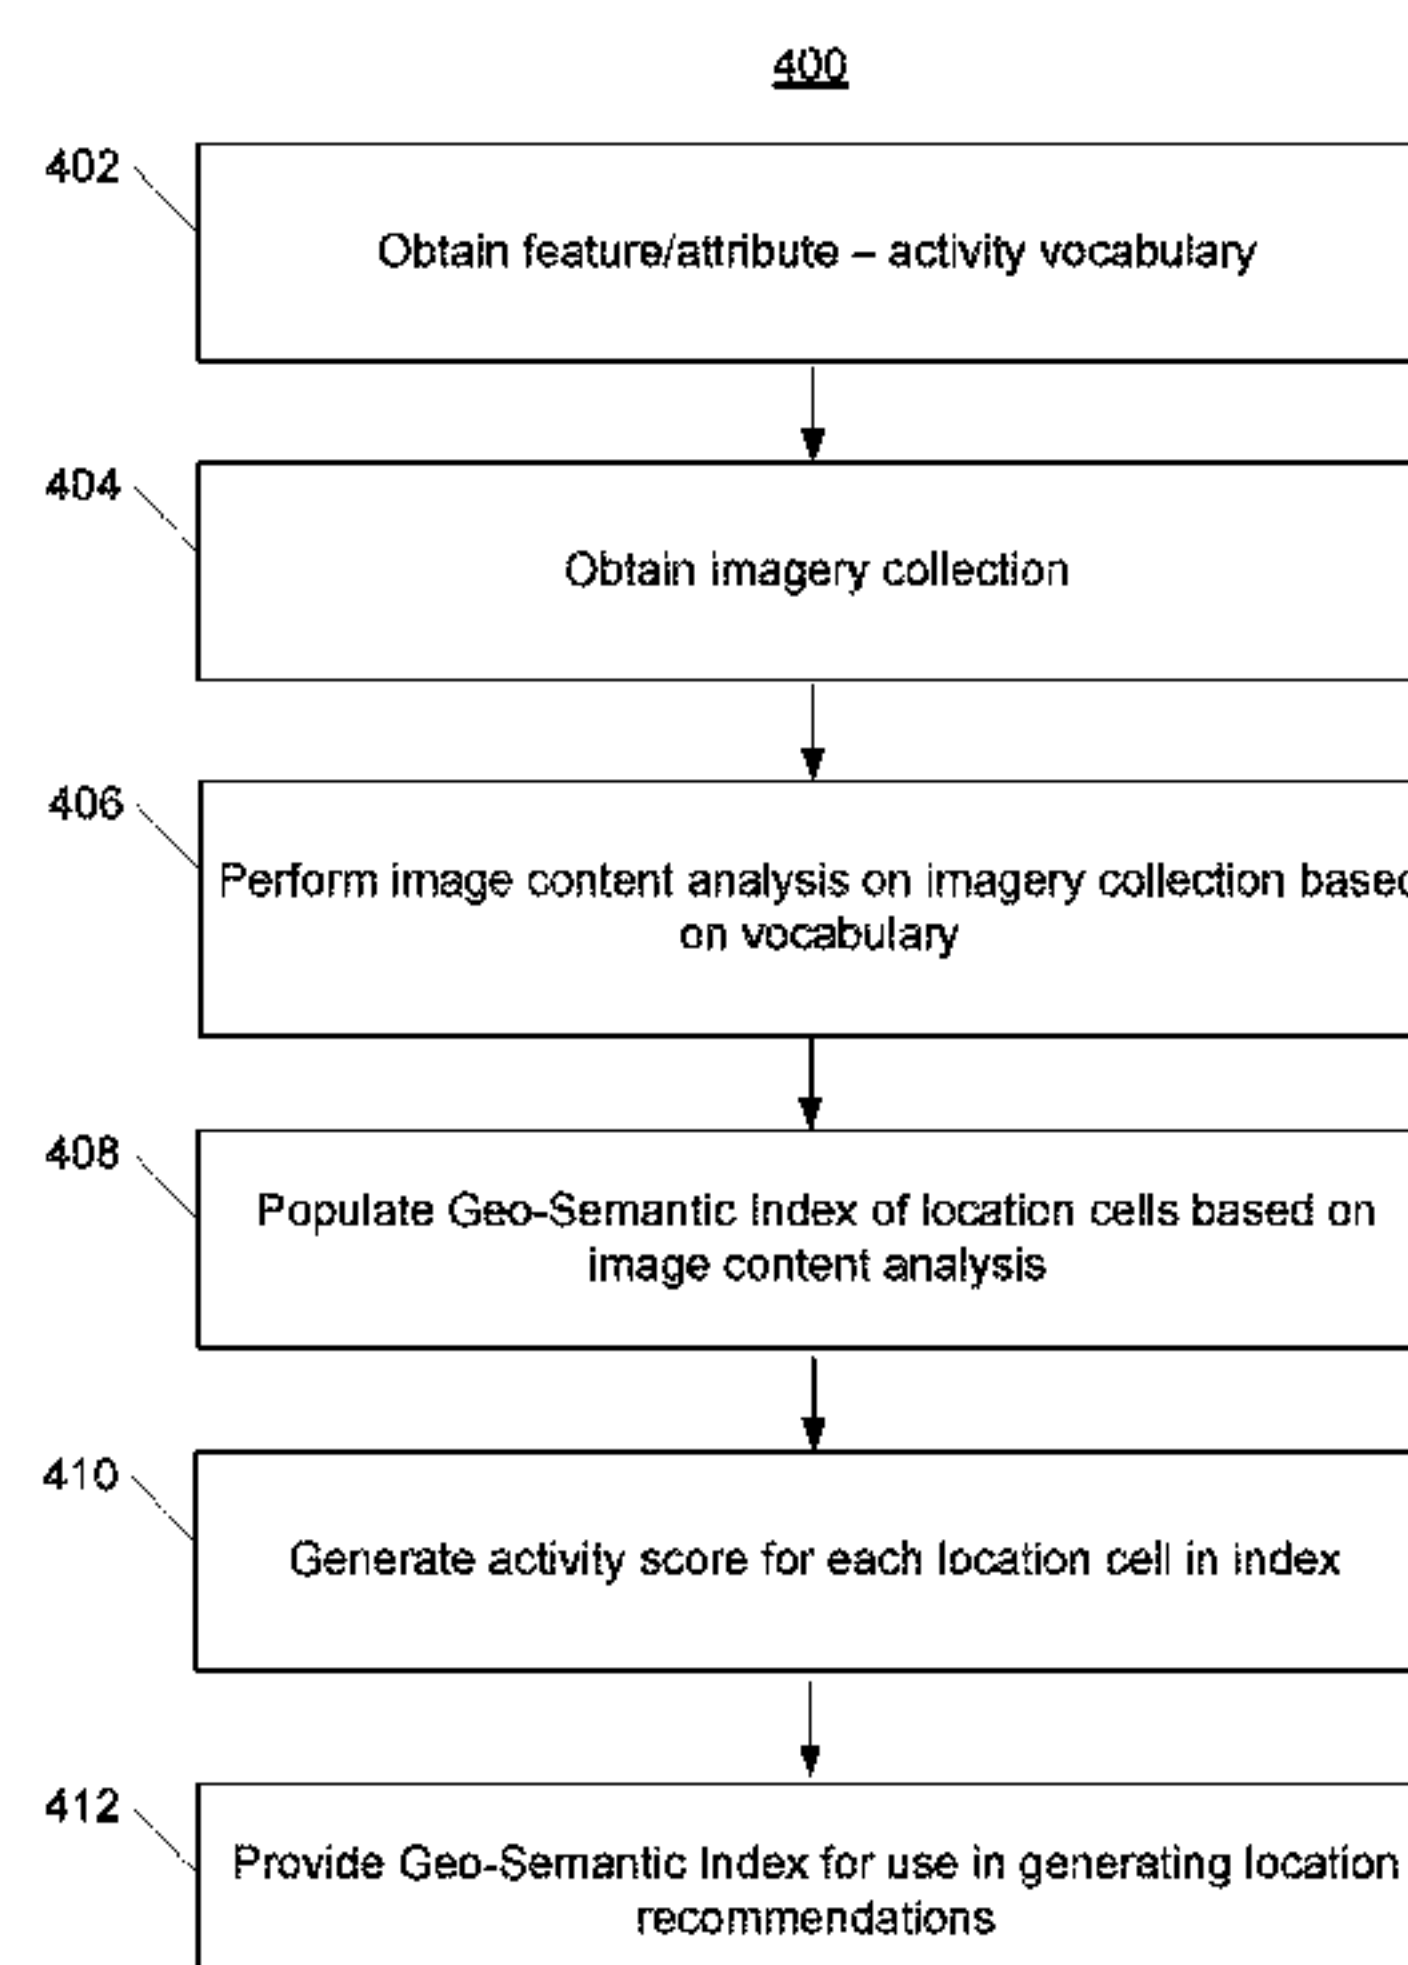 400
402
Obtain feature/attribute – activity vocabulary
404
Obtain imagery collection
406
Perform image content analysis on imagery collection based
on vocabulary
408
Populate Geo-Semantic Index of location cells based on
image content analysis
410
Generate activity score for each location cell in index
412
Provide Geo-Semantic Index for use in generating location
recommendations